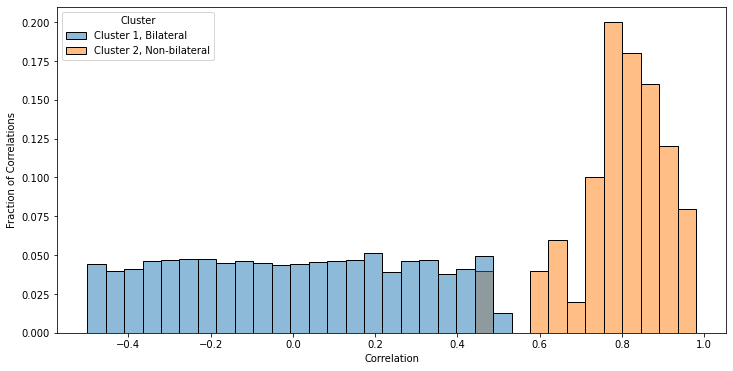 Cluster
Cluster 1, Bilateral
Cluster 2, Non-bilateral
Fraction of Correlations
0.200
0.175
0.150
0.125
0.100
0.075
0.050
0.025
0.000
−0.4 −0.2 0.0 0.2 0.4 0.6 0.8 1.0
Correlation